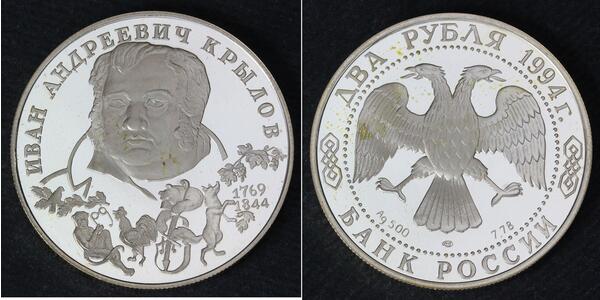 ИВАН АНДРЕЕВИЧ КРЫЛОВ
1769
1844
ДВА РУБЛЯ 1994 г.
Ag 500
7.78
БАНК РОССИИ